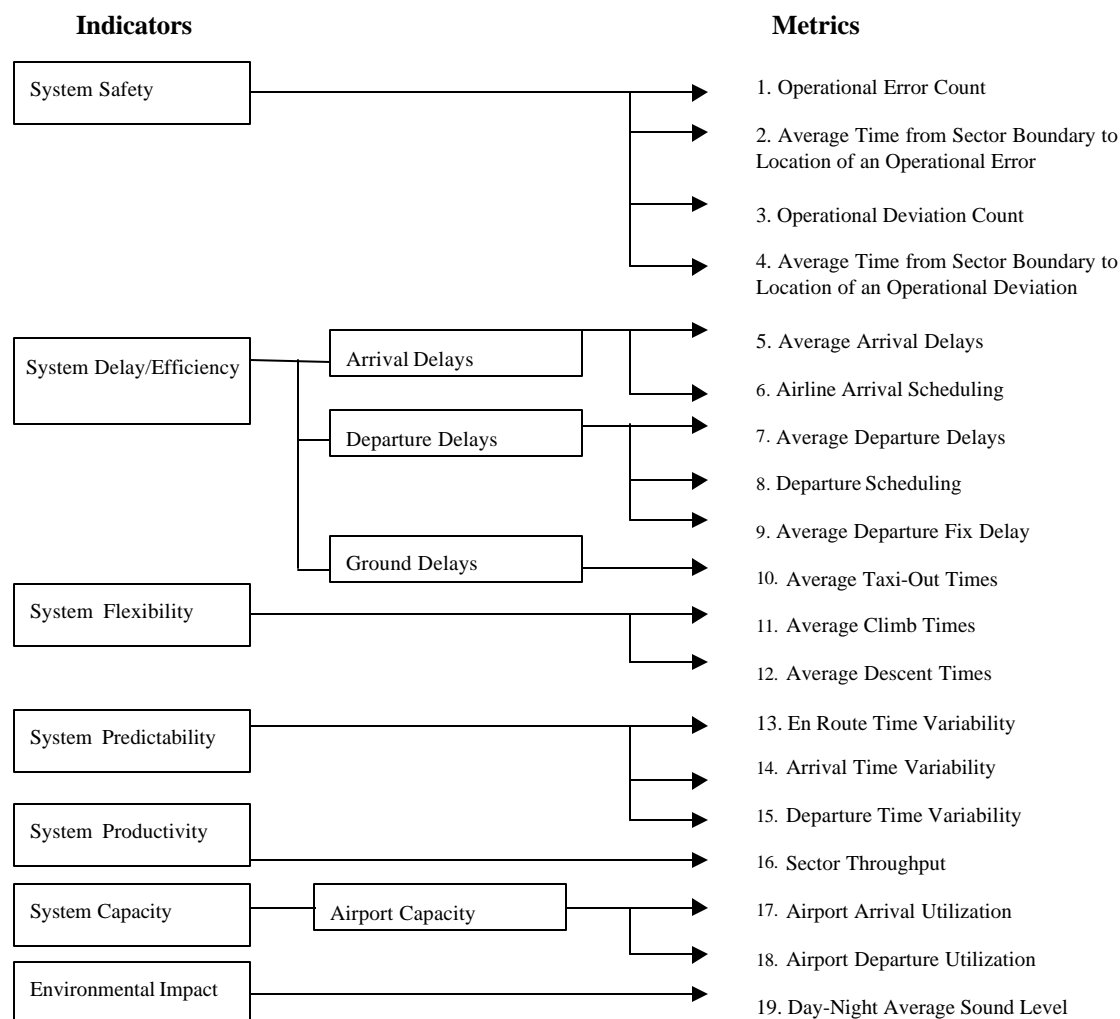 Indicators
Metrics
System Safety
1. Operational Error Count
2. Average Time from Sector Boundary to
Location of an Operational Error
3. Operational Deviation Count
4. Average Time from Sector Boundary to
Location of an Operational Deviation
System Delay/Efficiency
Arrival Delays
5. Average Arrival Delays
6. Airline Arrival Scheduling
Departure Delays
7. Average Departure Delays
8. Departure Scheduling
9. Average Departure Fix Delay
Ground Delays
10. Average Taxi-Out Times
System Flexibility
11. Average Climb Times
12. Average Descent Times
System Predictability
13. En Route Time Variability
14. Arrival Time Variability
15. Departure Time Variability
System Productivity
16. Sector Throughput
System Capacity
Airport Capacity
17. Airport Arrival Utilization
18. Airport Departure Utilization
Environmental Impact
19. Day-Night Average Sound Level